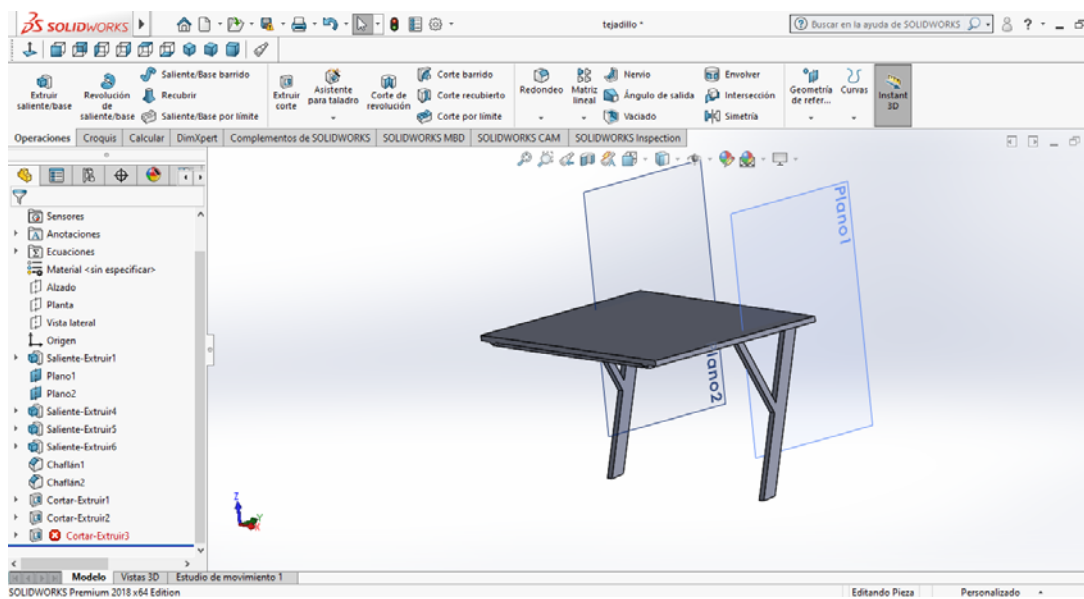 SOLIDWORKS
tejadillo *
Buscar en la ayuda de SOLIDWORKS
Extruir saliente/base
Revolución de saliente/base
Saliente/Base barrido
Recubrir
Saliente/Base por límite
Extruir corte
Asistente para taladro
Corte de revolución
Corte barrido
Corte recubierto
Corte por límite
Redondeo
Matriz lineal
Nervio
Ángulo de salida
Vaciado
Envolver
Intersección
Simetría
Geometría de refer...
Curvas
Instant 3D
Operaciones Croquis Calcular DimXpert Complementos de SOLIDWORKS SOLIDWORKS MBD SOLIDWORKS CAM SOLIDWORKS Inspection
Sensores
Anotaciones
Ecuaciones
Material <sin especificar>
Alzado
Planta
Vista lateral
Origen
Saliente-Extruir1
Plano1
Plano2
Saliente-Extruir4
Saliente-Extruir5
Saliente-Extruir6
Chaflán1
Chaflán2
Cortar-Extruir1
Cortar-Extruir2
Cortar-Extruir3
Plano1
lano2
Z
Y
X
Modelo Vistas 3D Estudio de movimiento 1
SOLIDWORKS Premium 2018 x64 Edition
Editando Pieza
Personalizado